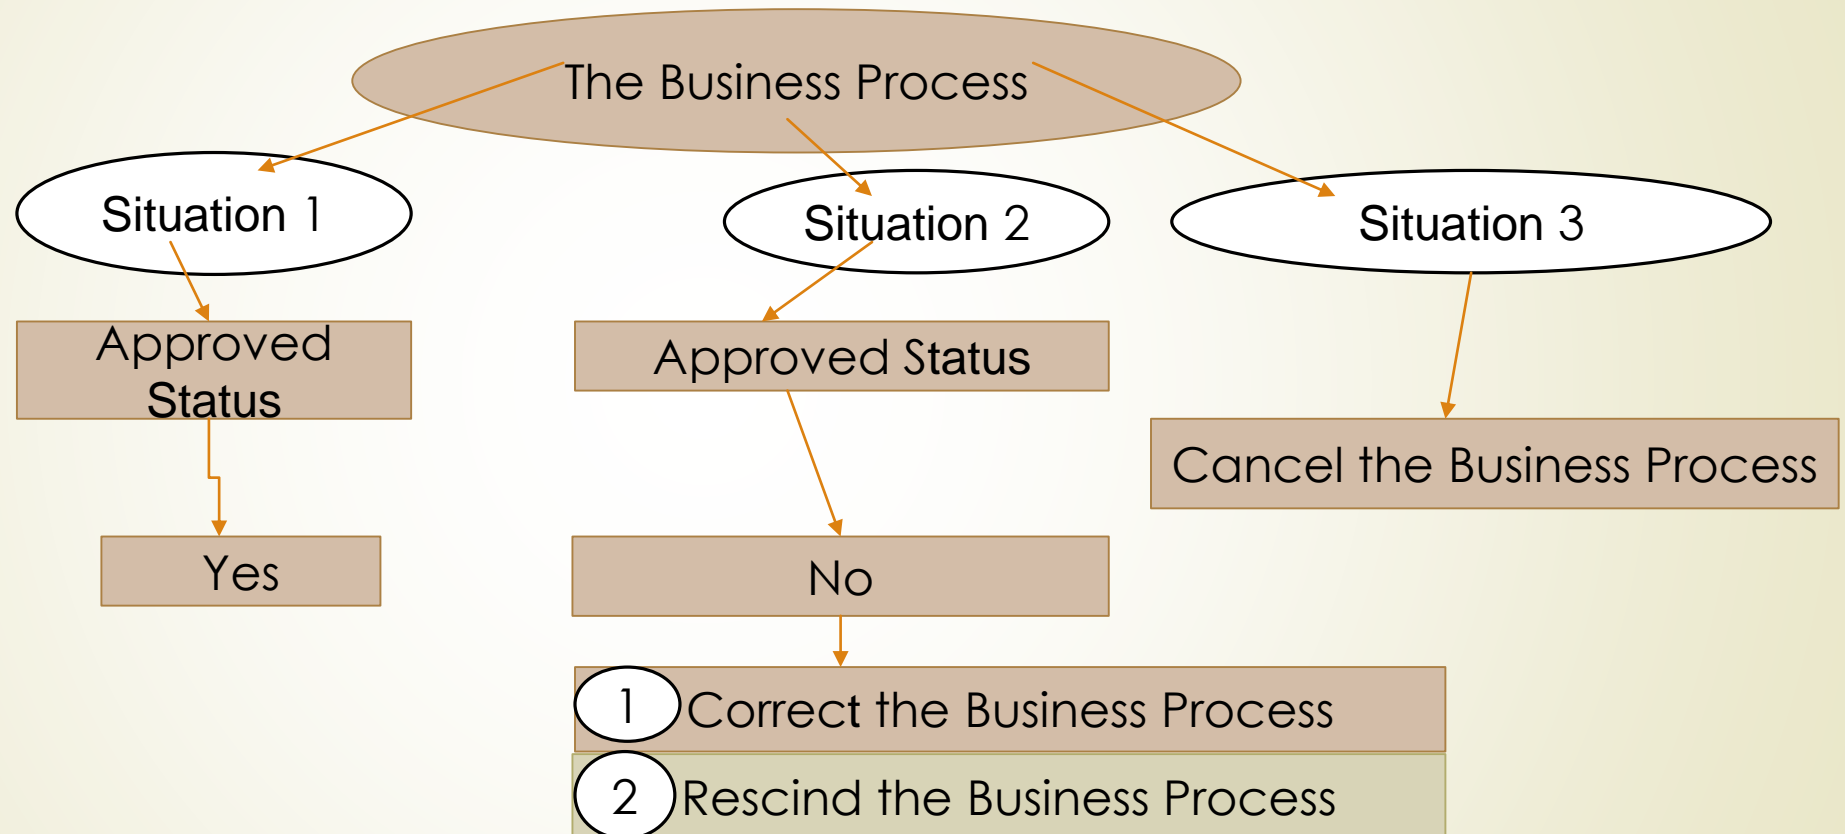 The Business Process
Situation 1
Situation 2
Situation 3
Approved
Status
Approved Status
Cancel the Business Process
Yes
No
1 Correct the Business Process
2 Rescind the Business Process